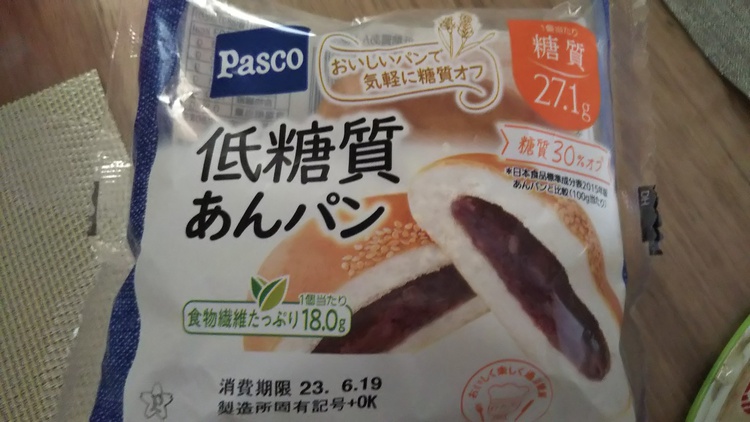 Pasco
おいしいパンで
気軽に糖質オフ
1個当たり
糖質
27.1g
糖質30%オフ
*日本食品標準成分表2015年版
あんパンと比較(100g当たり)
低糖質
あんパン
1個当たり
食物繊維たっぷり18.0g
消費期限 23. 6.19
製造所固有記号+OK